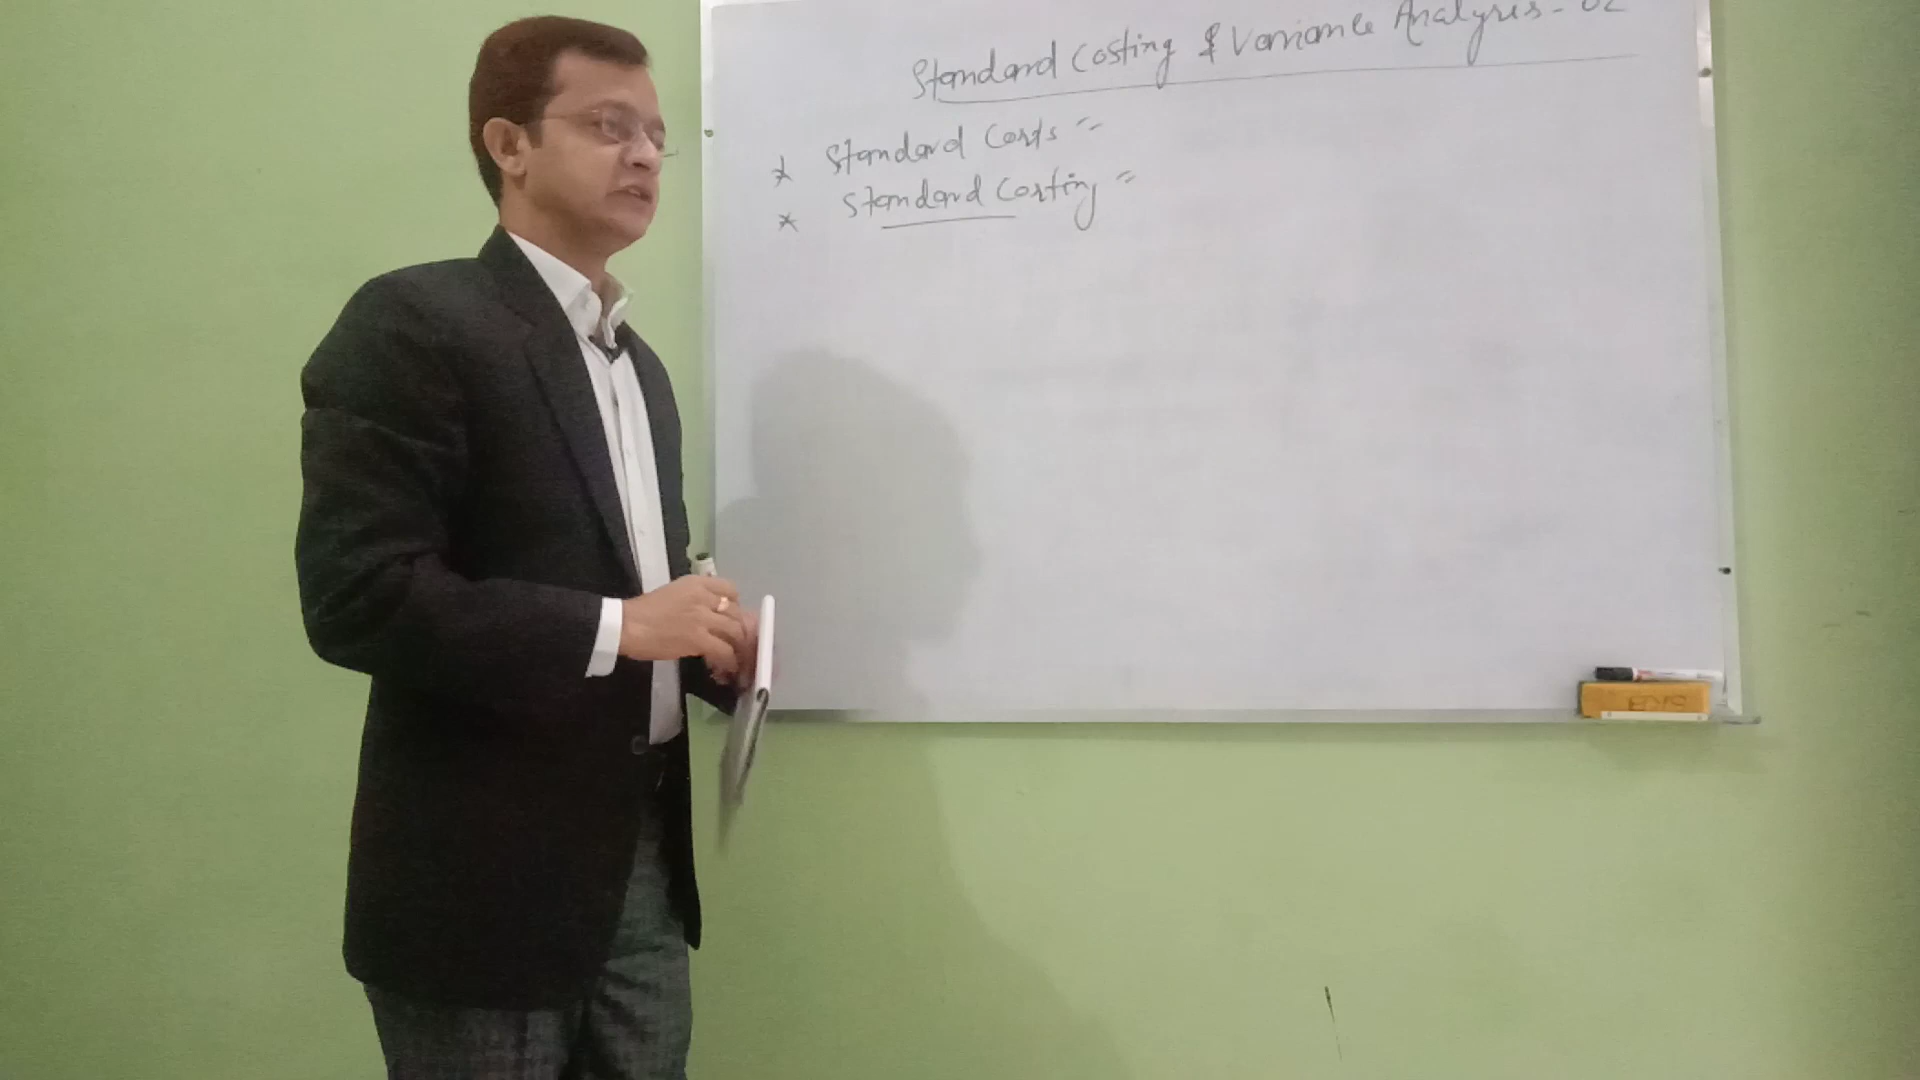 Standard Costing & Variance Analysis - 02
* Standard Costs =
* Standard Costing =